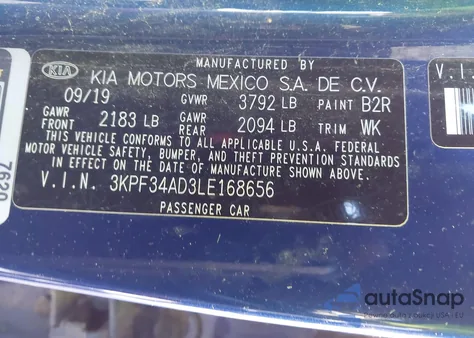 MANUFACTURED BY
KIA KIA MOTORS MEXICO S.A. DE C.V.
09/19 GVWR 3792 LB PAINT B2R
GAWR FRONT 2183 LB GAWR REAR 2094 LB TRIM WK
THIS VEHICLE CONFORMS TO ALL APPLICABLE U.S.A. FEDERAL
MOTOR VEHICLE SAFETY, BUMPER, AND THEFT PREVENTION STANDARDS
IN EFFECT ON THE DATE OF MANUFACTURE SHOWN ABOVE.
V.I.N. 3KPF34AD3LE168656
PASSENGER CAR
7620
V.I.
autoSnap